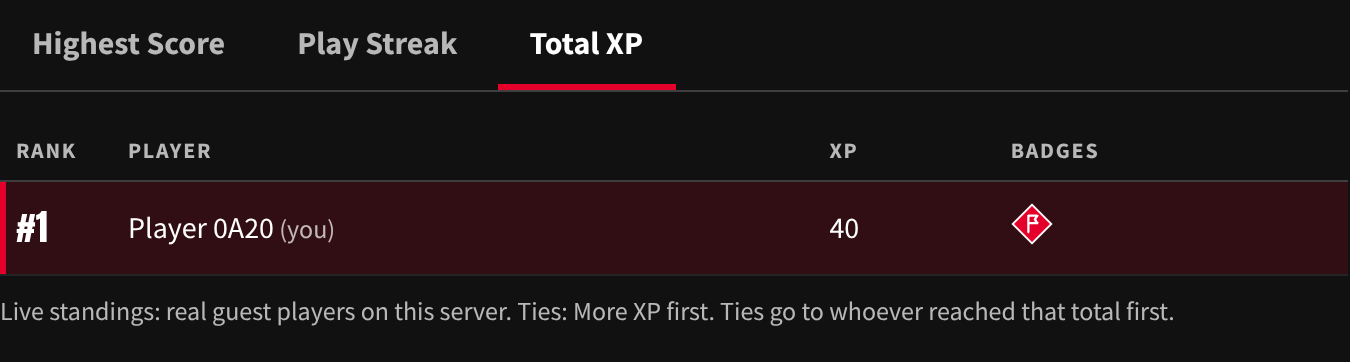 Highest Score Play Streak Total XP
RANK PLAYER XP BADGES
#1 Player 0A20 (you) 40
Live standings: real guest players on this server. Ties: More XP first. Ties go to whoever reached that total first.